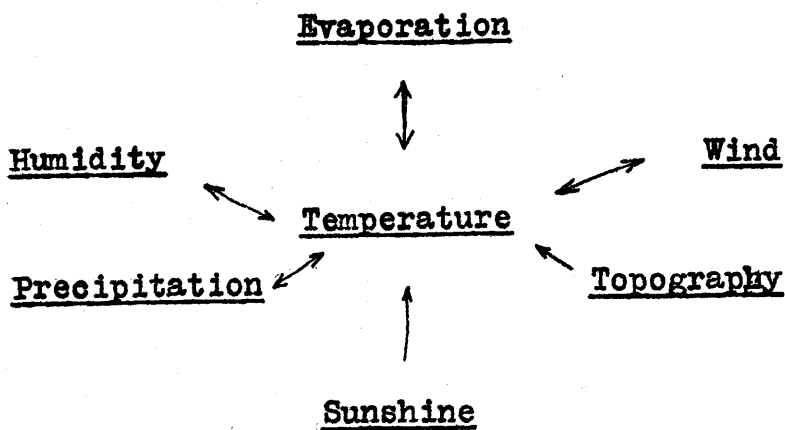 Evaporation
Humidity
Wind
Temperature
Precipitation
Topography
Sunshine